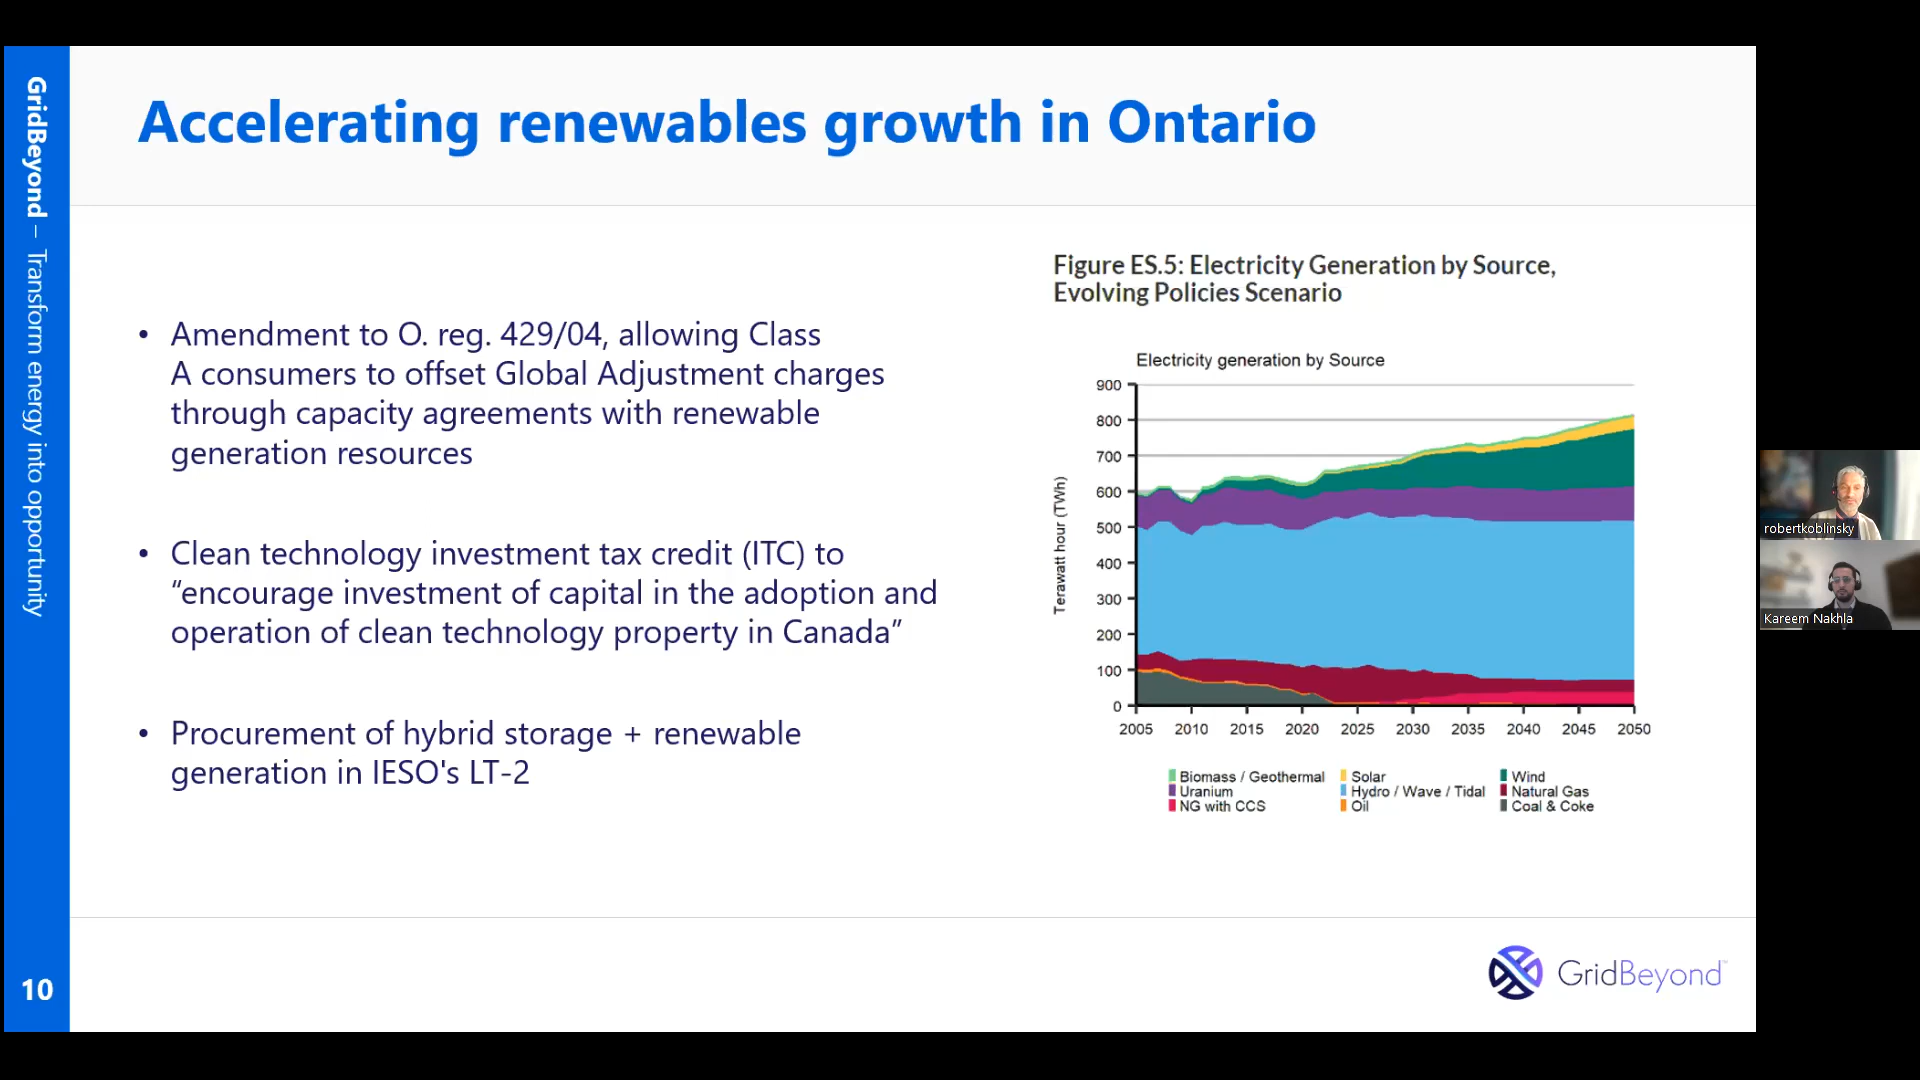 GridBeyond – Transform energy into opportunity
Accelerating renewables growth in Ontario
• Amendment to O. reg. 429/04, allowing Class
A consumers to offset Global Adjustment charges
through capacity agreements with renewable
generation resources
• Clean technology investment tax credit (ITC) to
“encourage investment of capital in the adoption and
operation of clean technology property in Canada”
• Procurement of hybrid storage + renewable
generation in IESO's LT-2
Figure ES.5: Electricity Generation by Source,
Evolving Policies Scenario
Electricity generation by Source
Terawatt hour (TWh)
900
800
700
600
500
400
300
200
100
0
2005 2010 2015 2020 2025 2030 2035 2040 2045 2050
Biomass / Geothermal Solar Wind
Uranium Hydro / Wave / Tidal Natural Gas
NG with CCS Oil Coal & Coke
robertkoblinsky
Kareem Nakhla
10
GridBeyond™